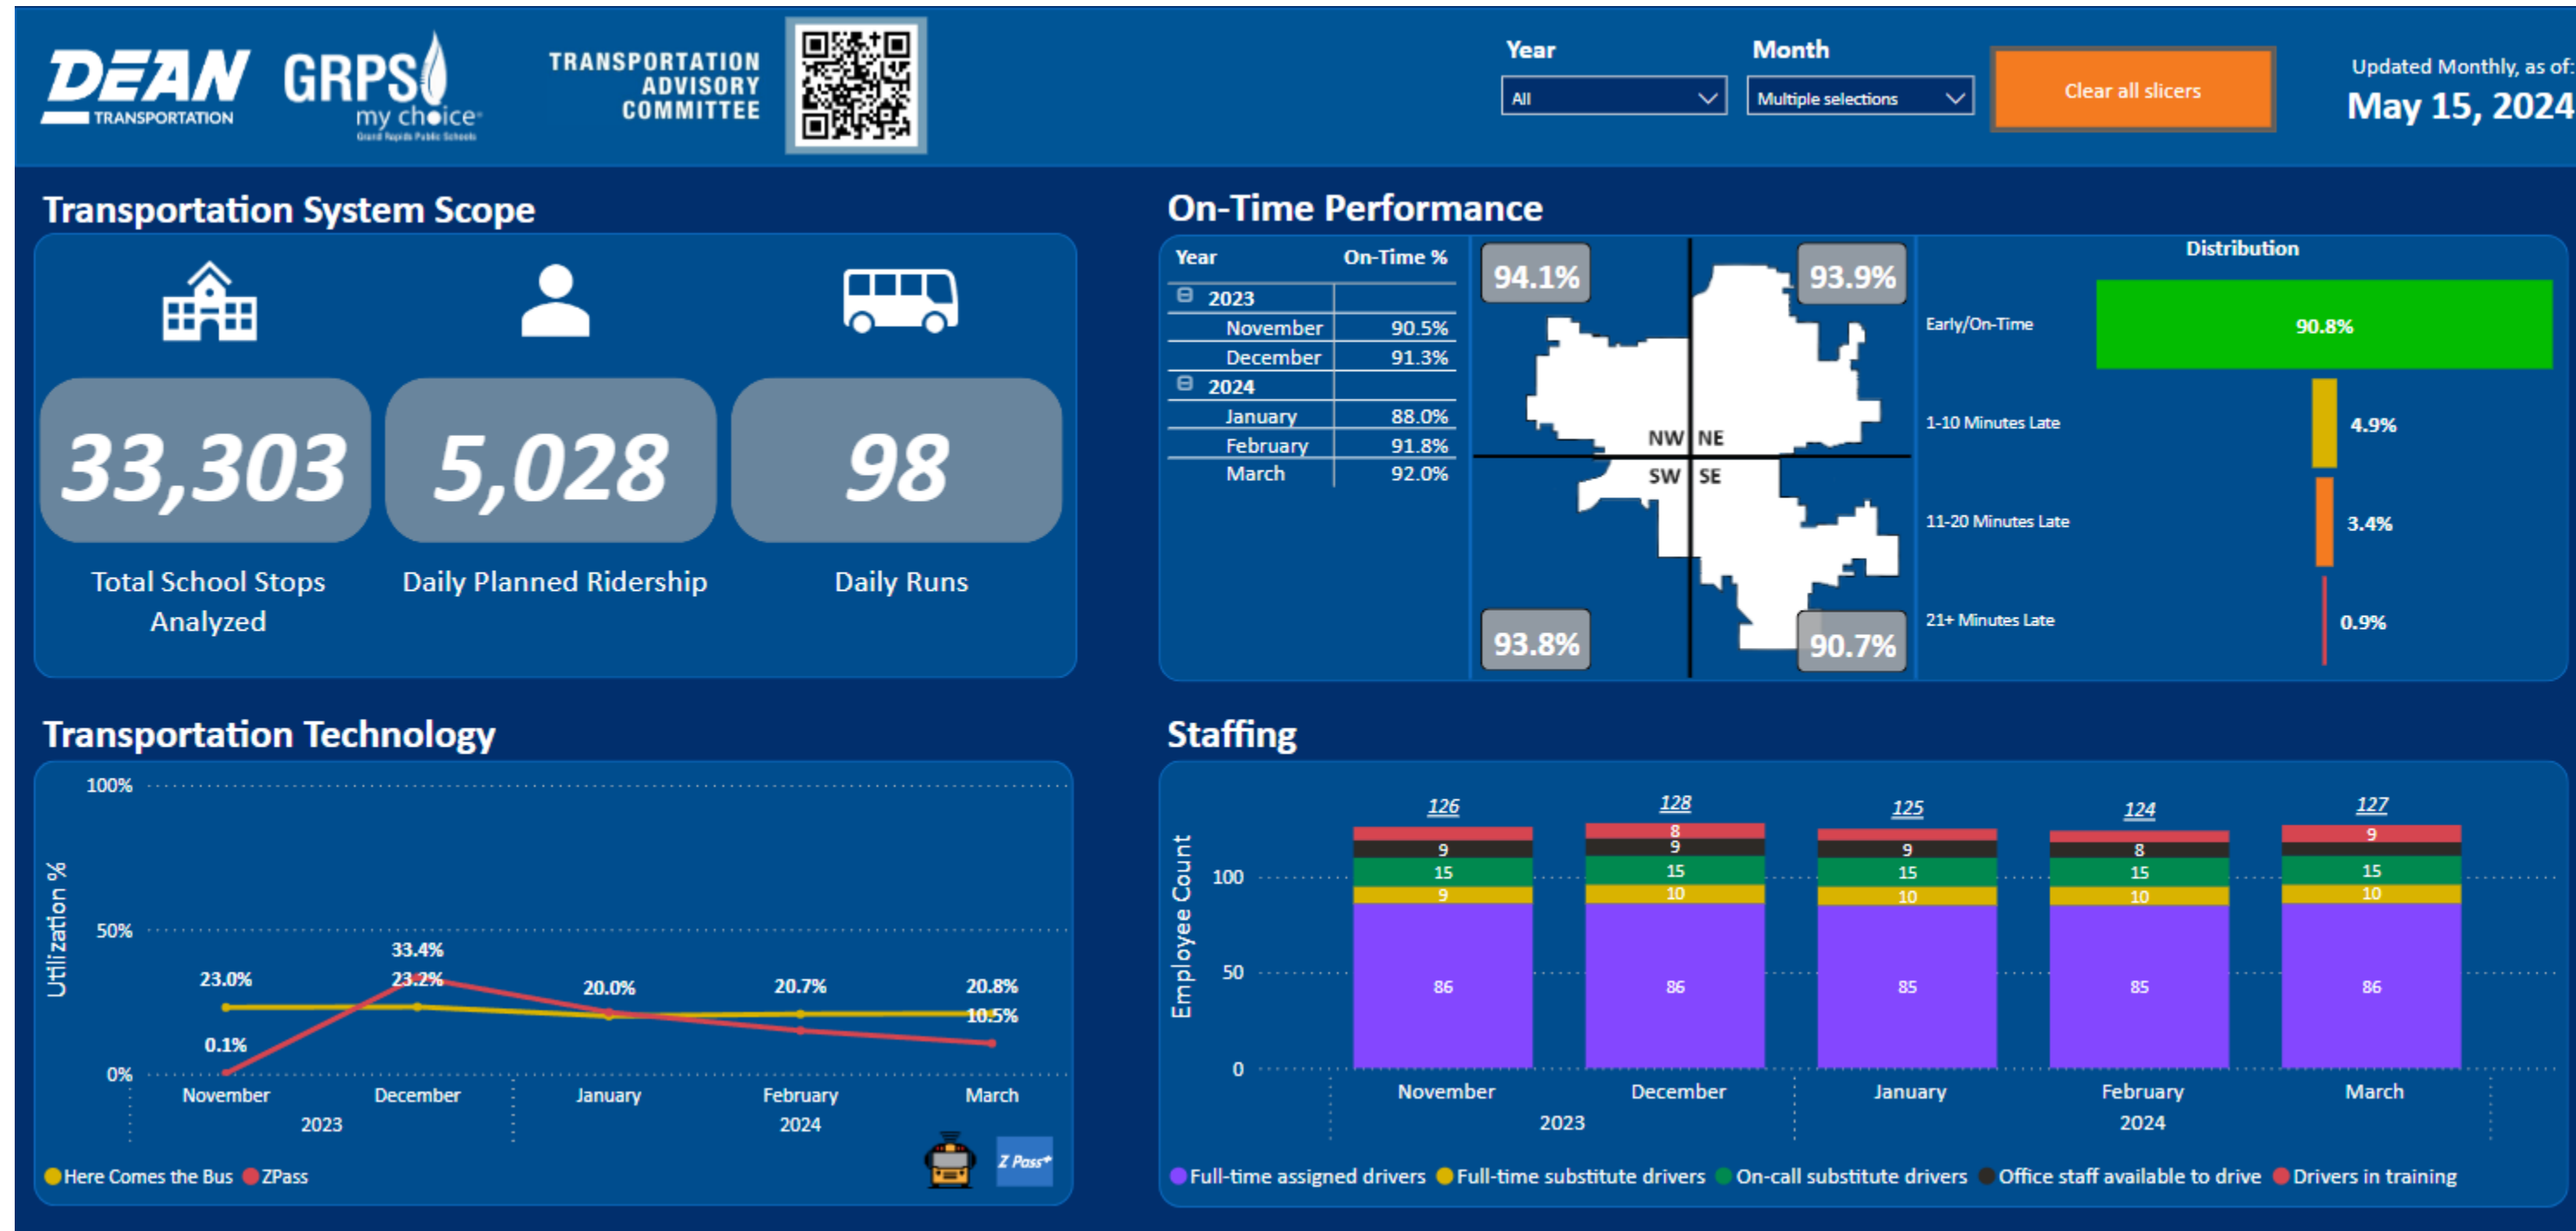 DEAN
TRANSPORTATION
GRPS
my choice
Grand Rapids Public Schools
TRANSPORTATION
ADVISORY
COMMITTEE
Year
All
Month
Multiple selections
Clear all slicers
Updated Monthly, as of:
May 15, 2024
Transportation System Scope
33,303
5,028
98
Total School Stops
Analyzed
Daily Planned Ridership
Daily Runs
On-Time Performance
Year On-Time %
2023
November 90.5%
December 91.3%
2024
January 88.0%
February 91.8%
March 92.0%
94.1%
93.9%
NW NE
SW SE
93.8%
90.7%
Distribution
Early/On-Time 90.8%
1-10 Minutes Late 4.9%
11-20 Minutes Late 3.4%
21+ Minutes Late 0.9%
Transportation Technology
Utilization %
100%
50%
0%
33.4%
23.0% 23.2% 20.0% 20.7% 20.8%
10.5%
0.1%
November December January February March
2023 2024
Z Pass+
Here Comes the Bus ZPass
Staffing
Employee Count
100
50
0
126 128 125 124 127
8 9
9 9 9 8
15 15 15 15 15
9 10 10 10 10
86 86 85 85 86
November December January February March
2023 2024
Full-time assigned drivers Full-time substitute drivers On-call substitute drivers Office staff available to drive Drivers in training